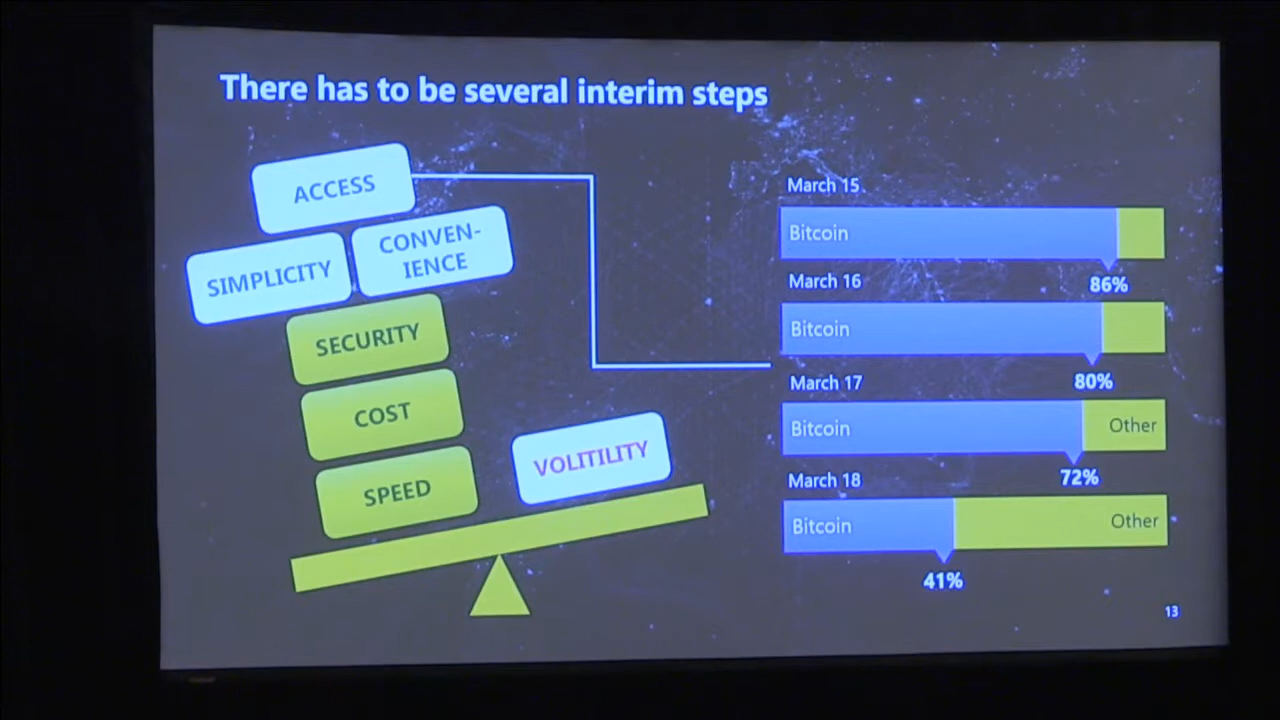 There has to be several interim steps
ACCESS
SIMPLICITY
CONVEN-
IENCE
SECURITY
COST
SPEED
VOLITILITY
March 15
Bitcoin
86%
March 16
Bitcoin
80%
March 17
Bitcoin
Other
72%
March 18
Bitcoin
Other
41%
13